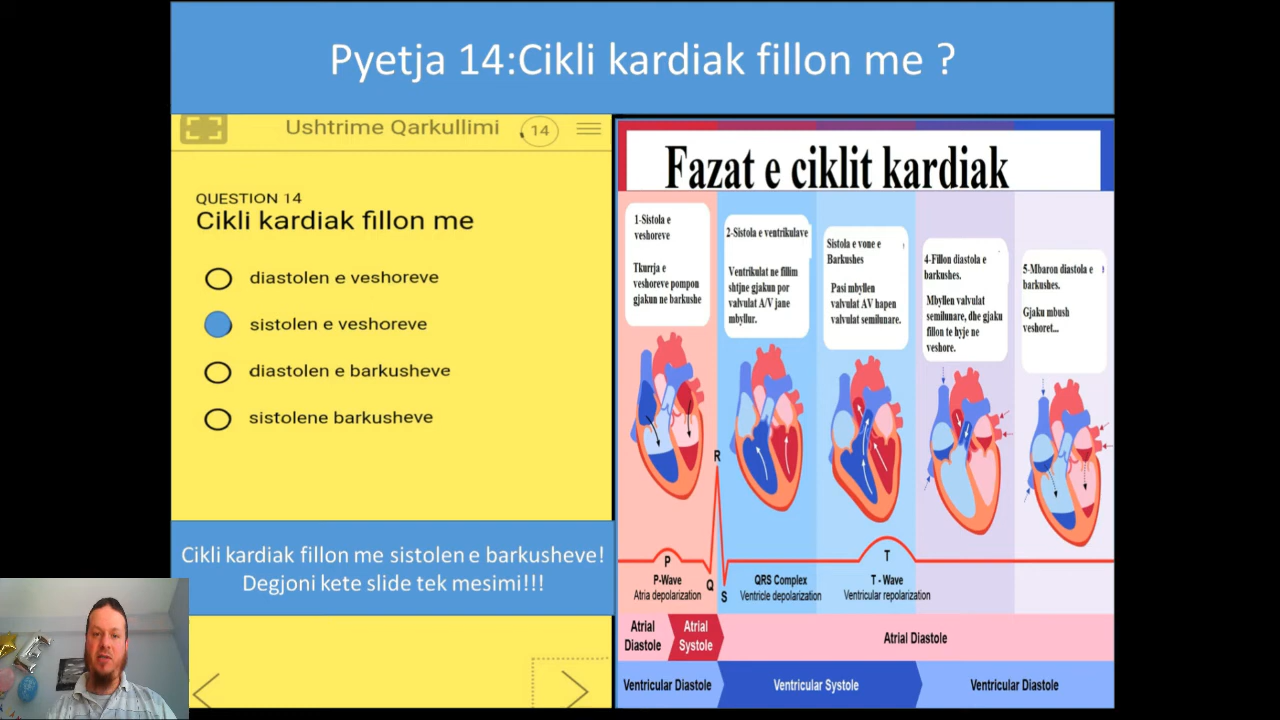 Pyetja 14:Cikli kardiak fillon me ?
Ushtrime Qarkullimi
14
QUESTION 14
Cikli kardiak fillon me
diastolen e veshoreve
sistolen e veshoreve
diastolen e barkusheve
sistolene barkusheve
Cikli kardiak fillon me sistolen e barkusheve!
Degjoni kete slide tek mesimi!!!
Fazat e ciklit kardiak
1-Sistola e
veshoreve
Tkurrja e
veshoreve pompon
gjakun ne barkushe
2-Sistola e ventrikulave
Ventrikulat ne fillim
shtjne gjakun por
valvulat A/V jane
mbyllur.
Sistola e vone e
Barkushes
Pasi mbyllen
valvulat AV hapen
valvulat semilunare.
4-Fillon diastola e
barkushes.
Mbyllen valvulat
semilunare, dhe gjaku
fillon te hyje ne
veshore.
5-Mbaron diastola e
barkushes.
Gjaku mbush
veshoret...
R
P
Q
S
T
P-Wave
Atria depolarization
QRS Complex
Ventricle depolarization
T - Wave
Ventricular repolarization
Atrial
Diastole
Atrial
Systole
Atrial Diastole
Ventricular Diastole
Ventricular Systole
Ventricular Diastole